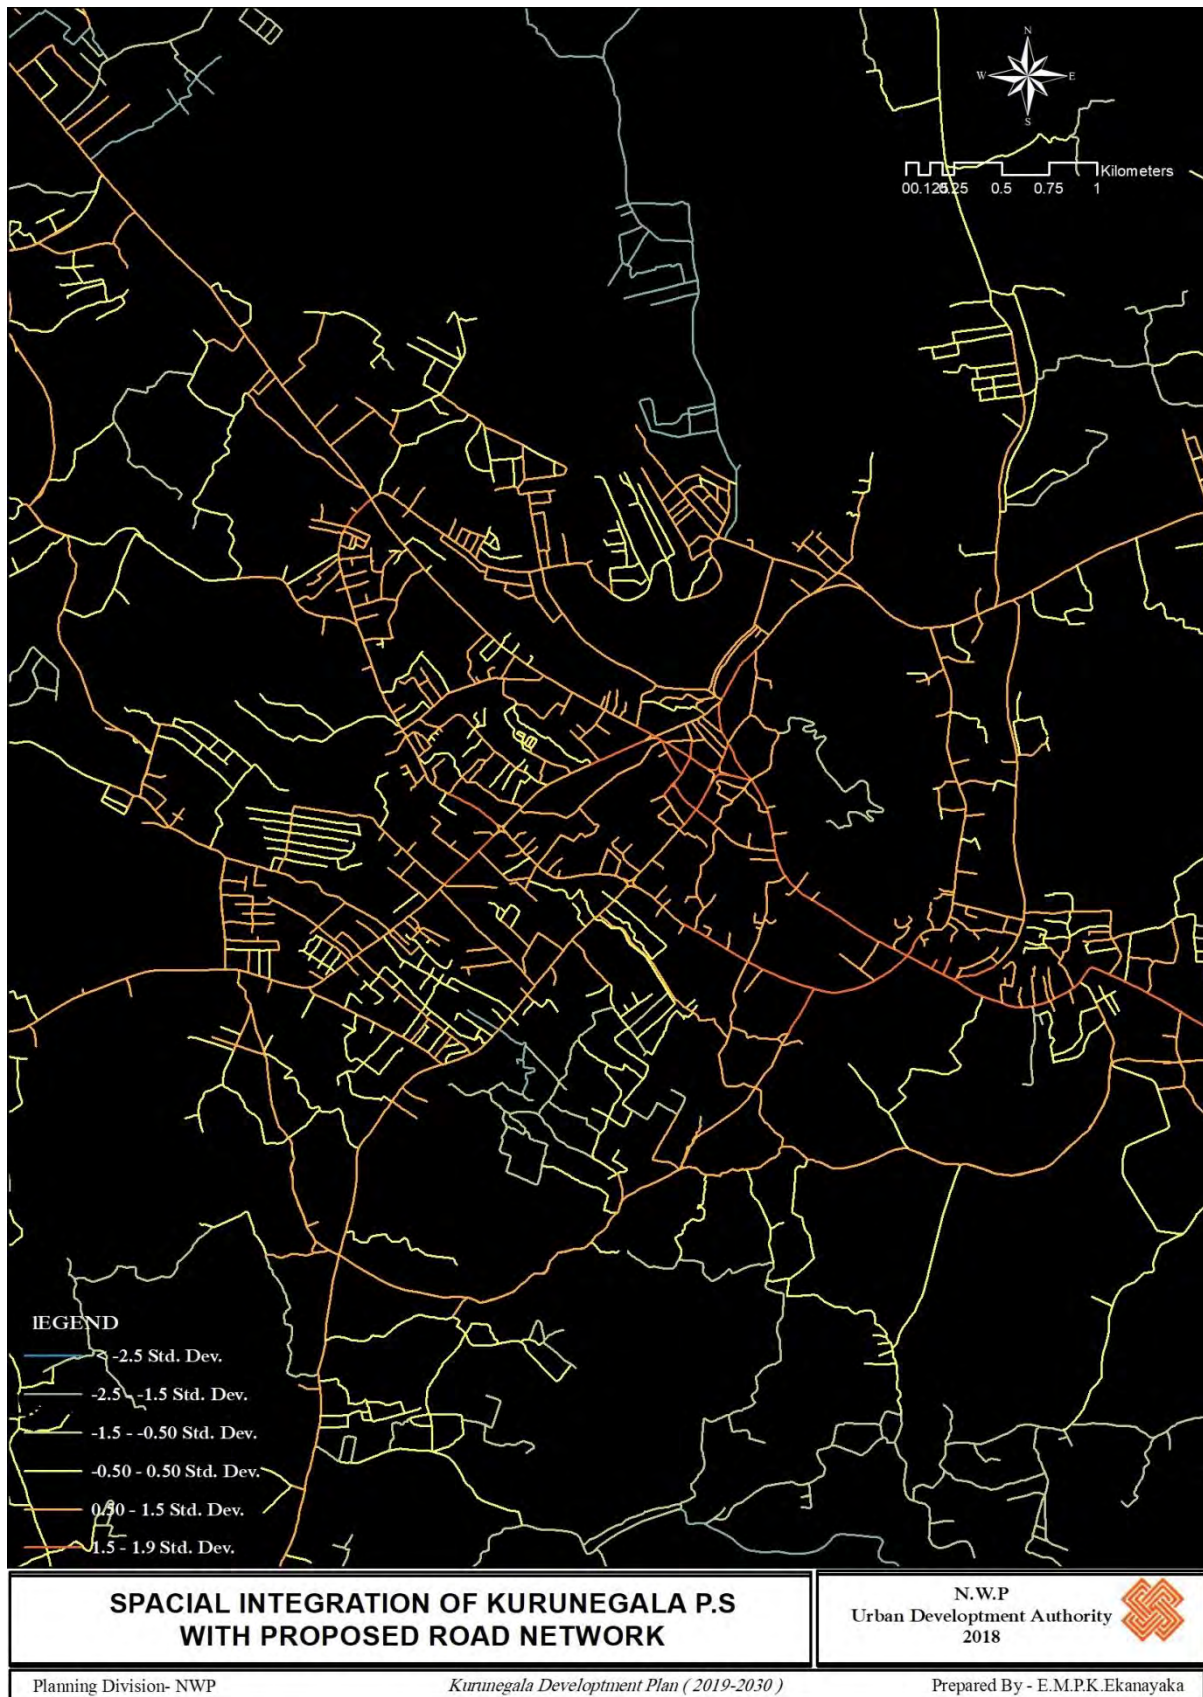 N
W E
S
Kilometers
00.1250.25 0.5 0.75 1
lEGEND
< -2.5 Std. Dev.
-2.5 - -1.5 Std. Dev.
-1.5 - -0.50 Std. Dev.
-0.50 - 0.50 Std. Dev.
0.50 - 1.5 Std. Dev.
1.5 - 1.9 Std. Dev.
SPACIAL INTEGRATION OF KURUNEGALA P.S
WITH PROPOSED ROAD NETWORK
N.W.P
Urban Developtment Authority
2018
Planning Division- NWP
Kurunegala Developtment Plan ( 2019-2030 )
Prepared By - E.M.P.K.Ekanayaka